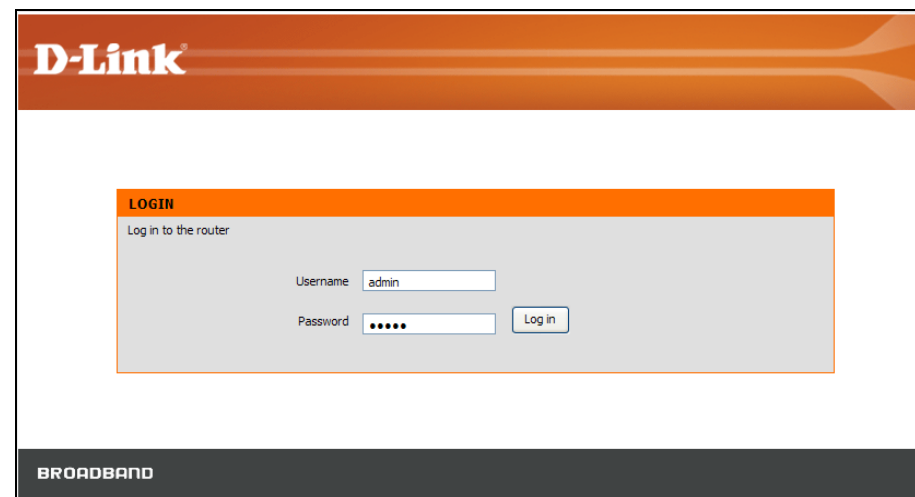 D-Link
LOGIN
Log in to the router
Username admin
Password •••••
Log in
BROADBAND